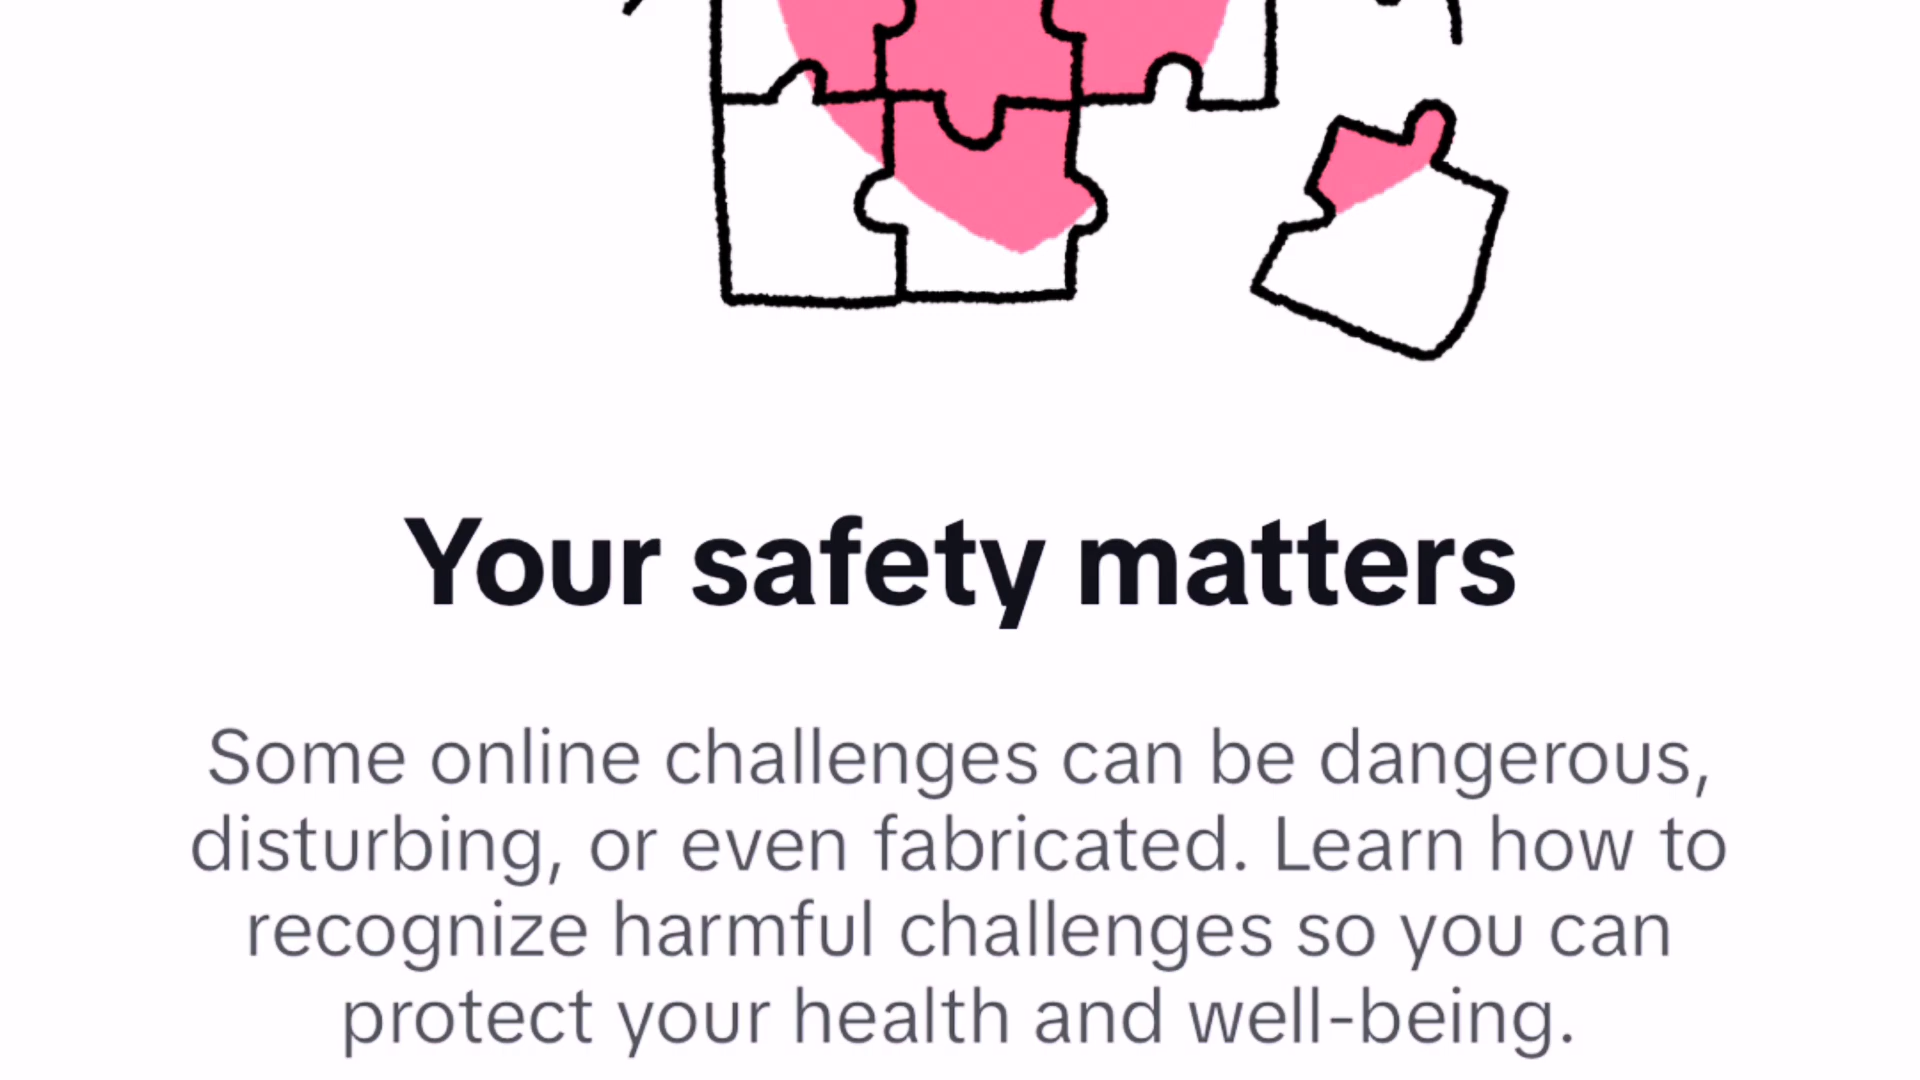 Your safety matters
Some online challenges can be dangerous,
disturbing, or even fabricated. Learn how to
recognize harmful challenges so you can
protect your health and well-being.